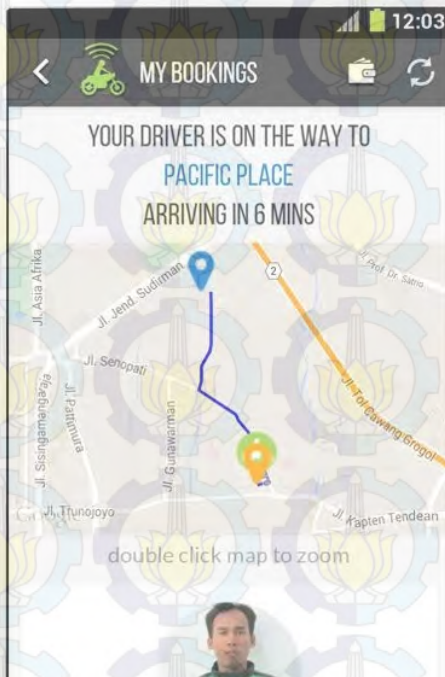 12:03
MY BOOKINGS
YOUR DRIVER IS ON THE WAY TO
PACIFIC PLACE
ARRIVING IN 6 MINS
Jl. Asia Afrika
Jl. Jend. Sudirman
2
Jl. Prof. Dr. Satrio
Jl. Senopati
Jl. Sisingamangaraja
Jl. Pattimura
Jl. Gunawarman
Jl. Tol Cawang Grogol
Jl. Trunojoyo
Jl. Kapten Tendean
double click map to zoom